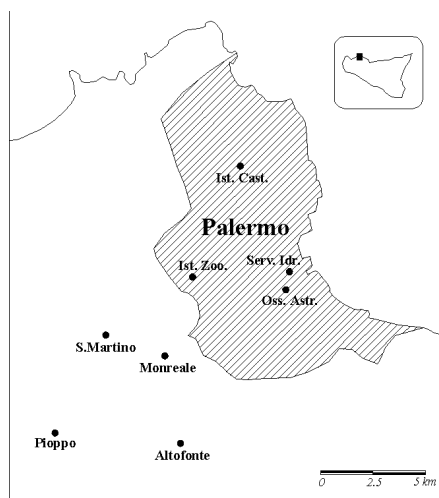 Ist. Cast.
Palermo
Ist. Zoo.
Serv. Idr.
Oss. Astr.
S.Martino
Monreale
Pioppo
Altofonte
0 2.5 5 km